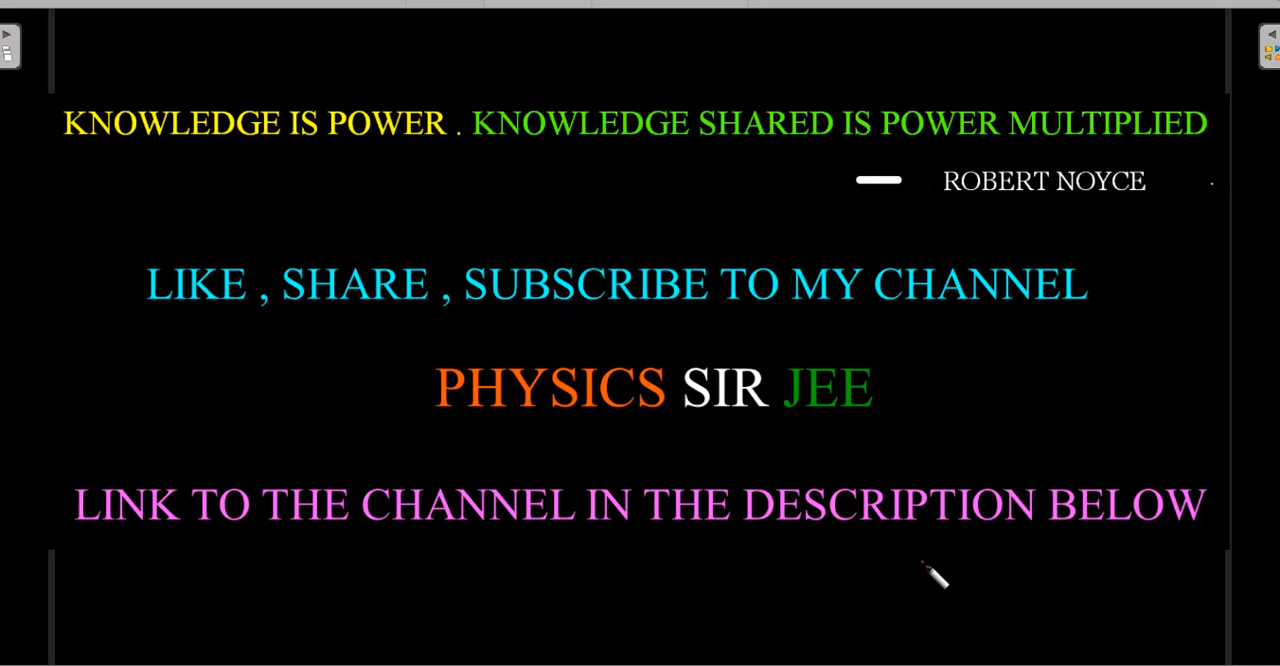 KNOWLEDGE IS POWER . KNOWLEDGE SHARED IS POWER MULTIPLIED
— ROBERT NOYCE .
LIKE , SHARE , SUBSCRIBE TO MY CHANNEL
PHYSICS SIR JEE
LINK TO THE CHANNEL IN THE DESCRIPTION BELOW